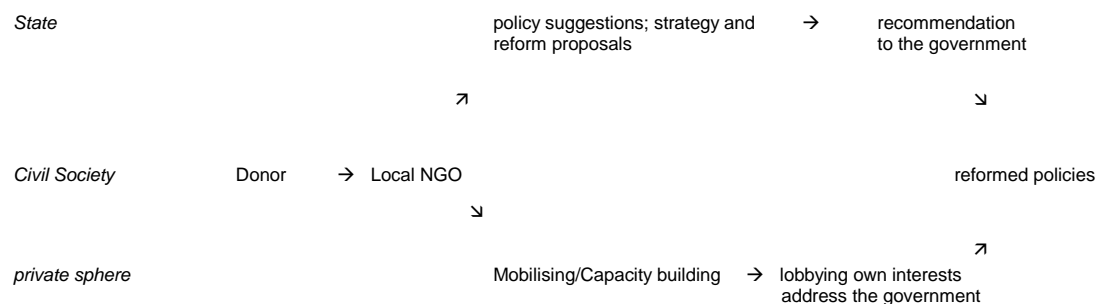 State policy suggestions; strategy and → recommendation
reform proposals to the government
↗ ↘
Civil Society Donor → Local NGO reformed policies
↘
↗
private sphere Mobilising/Capacity building → lobbying own interests
address the government